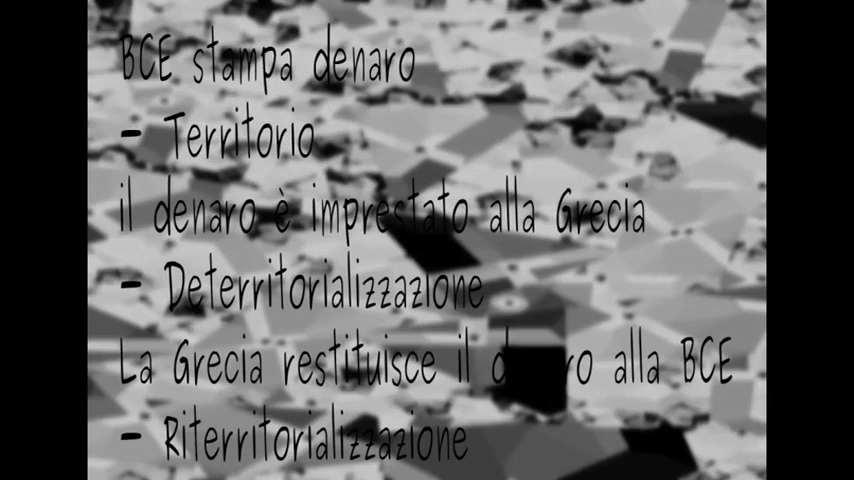 BCE stampa denaro
- Territorio
il denaro è imprestato alla Grecia
- Deterritorializzazione
La Grecia restituisce il alla BCE
- Riterritorializzazione